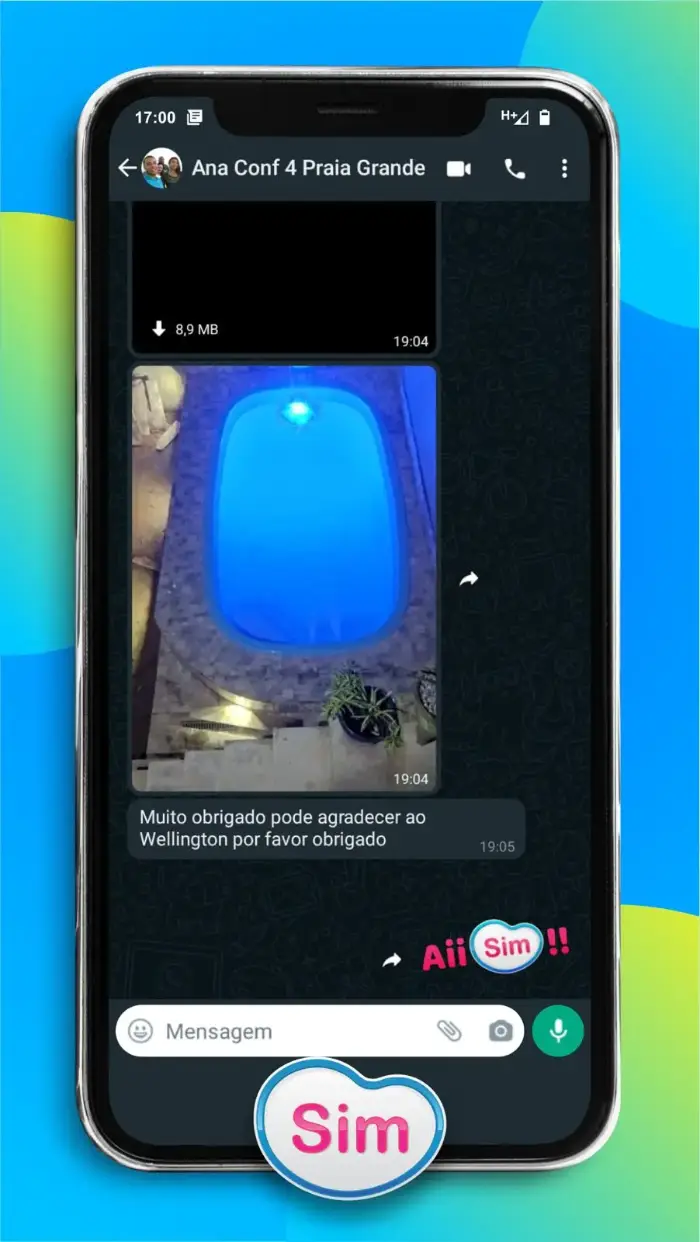 17:00
H+
Ana Conf 4 Praia Grande
8,9 MB
19:04
19:04
Muito obrigado pode agradecer ao
Wellington por favor obrigado
19:05
Aii Sim !!
Mensagem
Sim